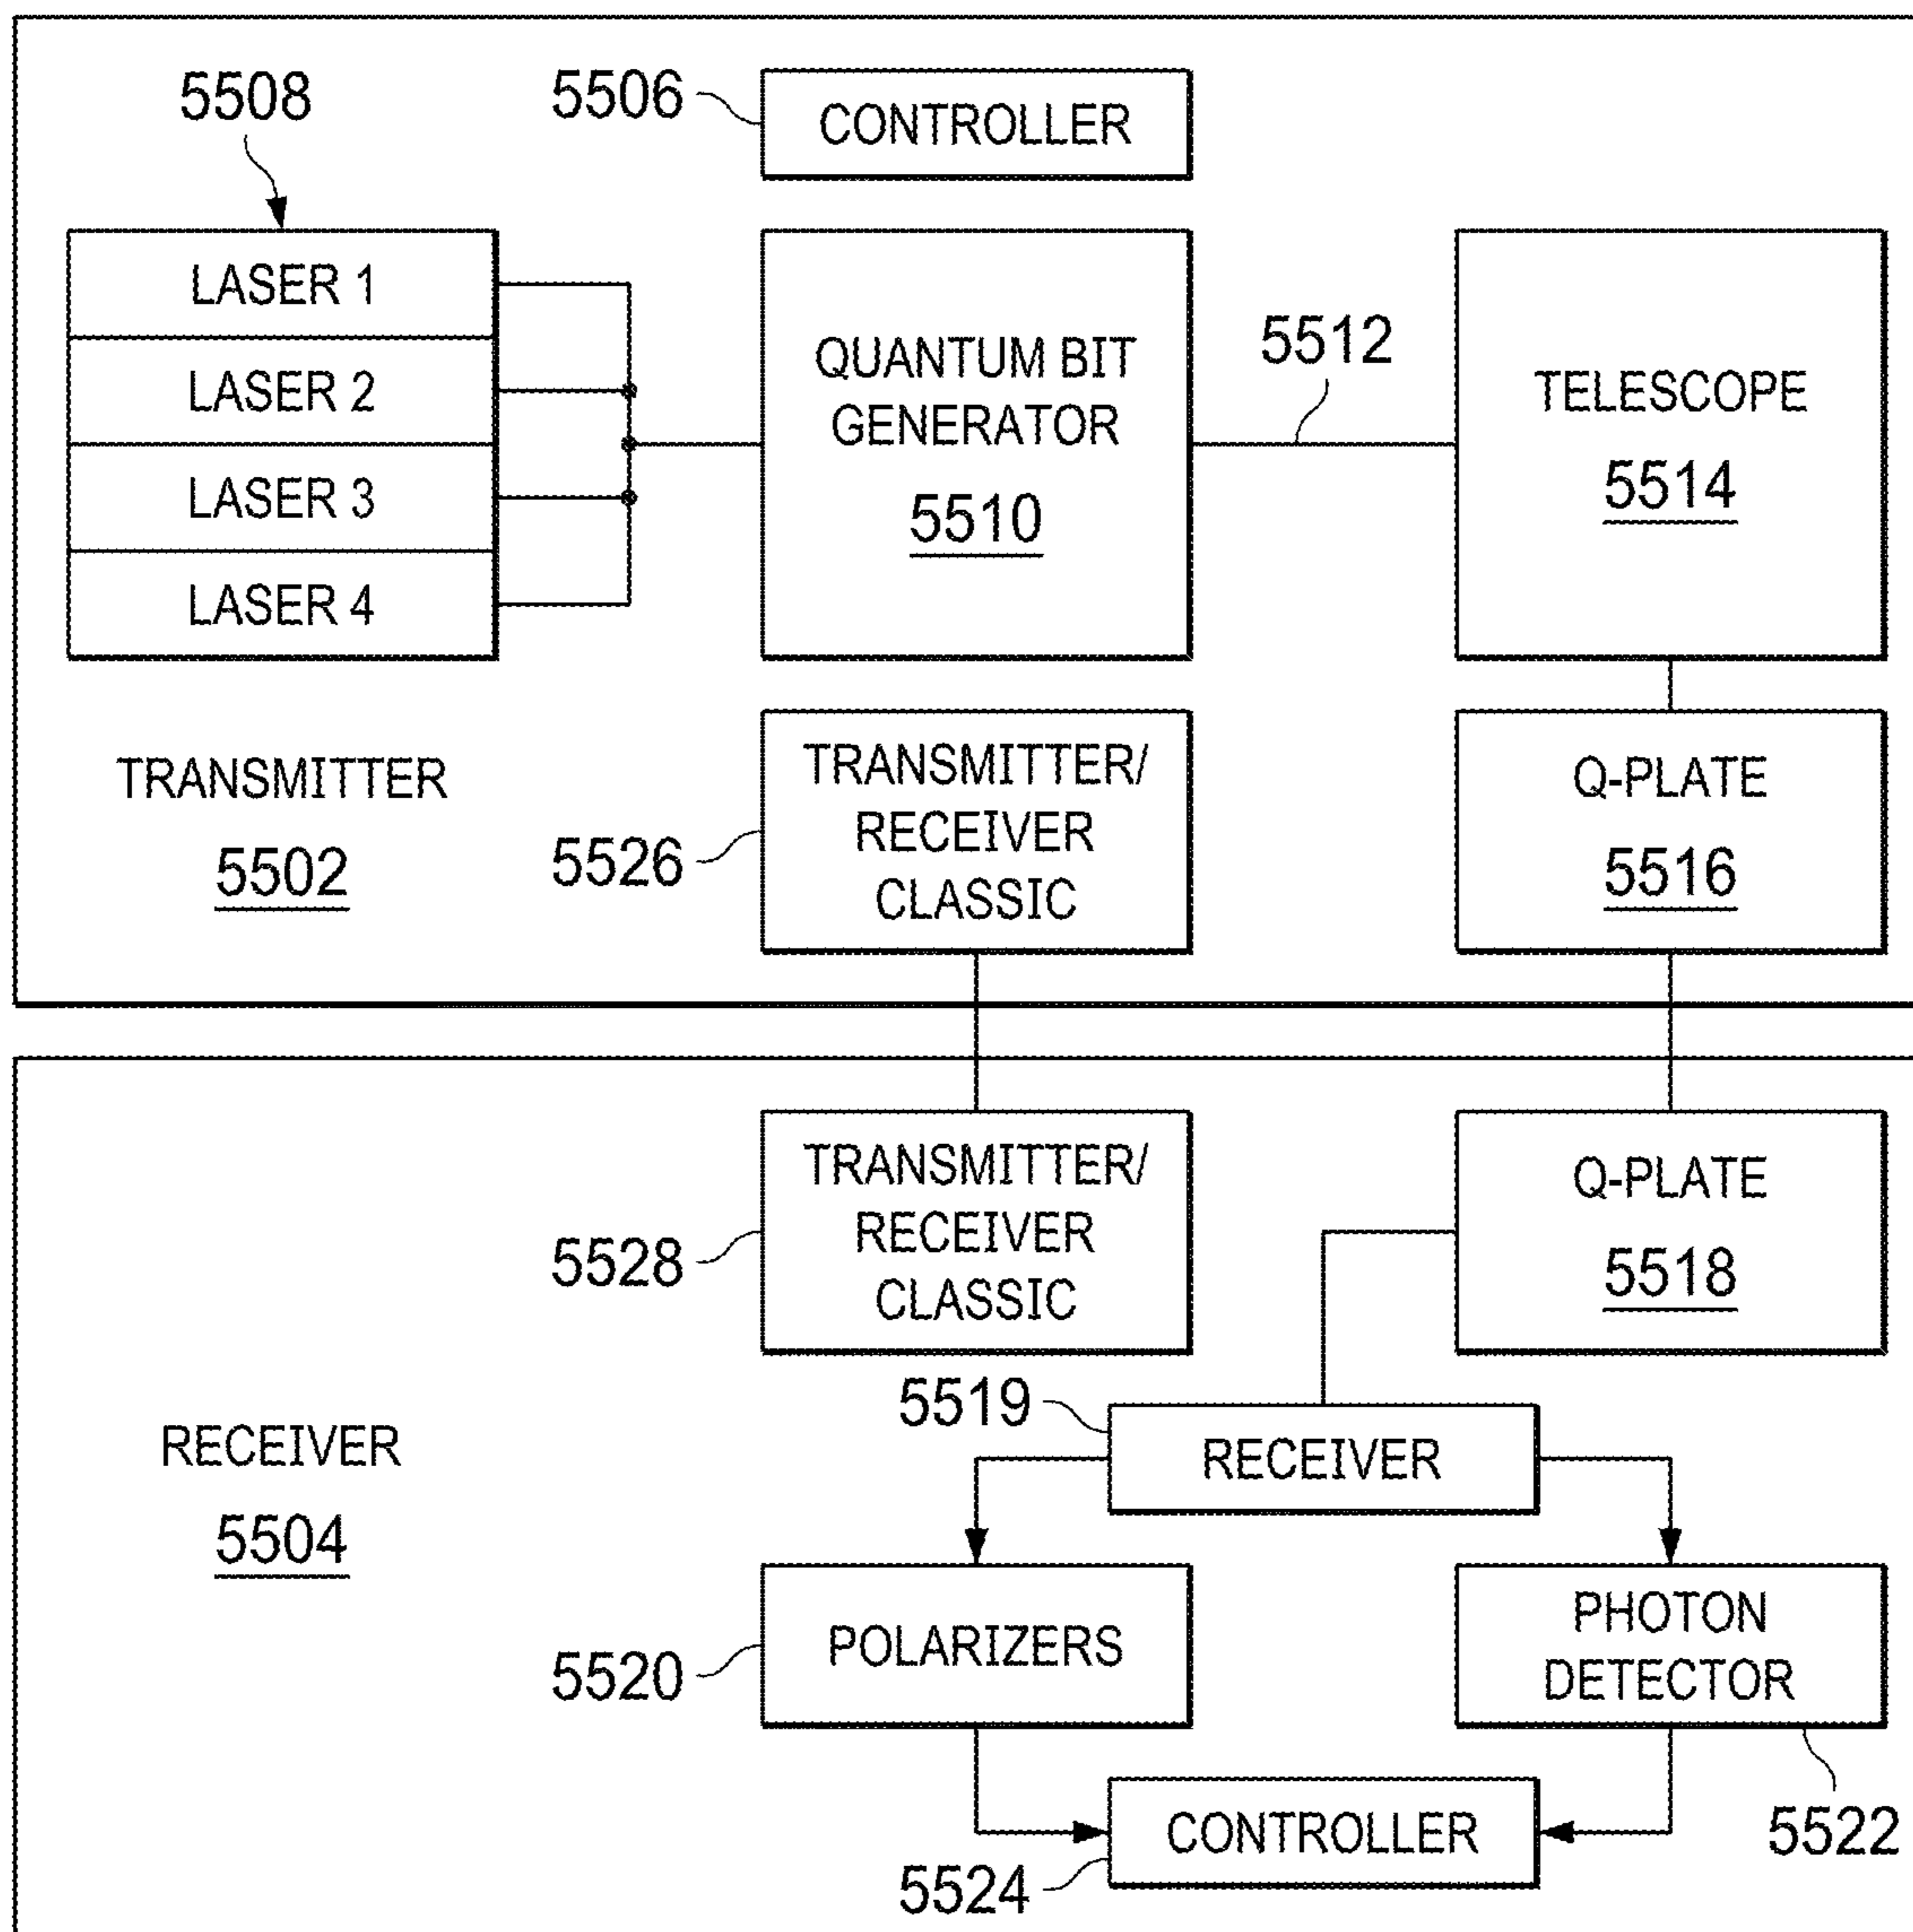 5508
5506
CONTROLLER
LASER 1
LASER 2
LASER 3
LASER 4
QUANTUM BIT
GENERATOR
5510
5512
TELESCOPE
5514
TRANSMITTER
5502
5526
TRANSMITTER/
RECEIVER
CLASSIC
Q-PLATE
5516
RECEIVER
5504
5528
TRANSMITTER/
RECEIVER
CLASSIC
Q-PLATE
5518
5519
RECEIVER
5520
POLARIZERS
PHOTON
DETECTOR
5522
CONTROLLER
5524